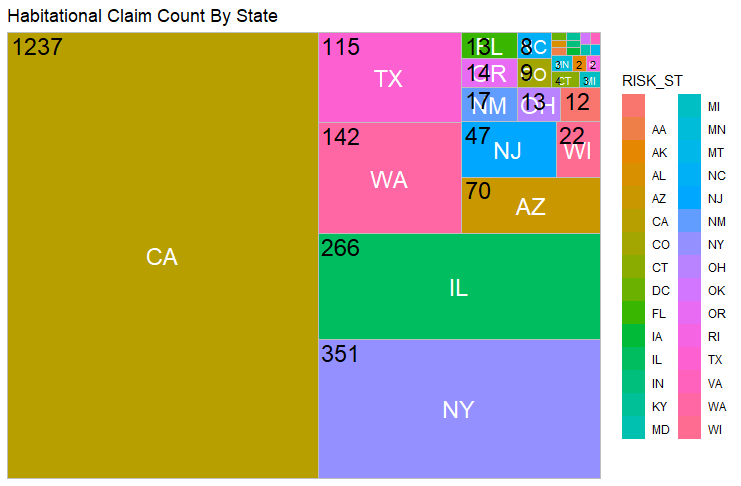 Habitational Claim Count By State
1237
CA
115
TX
142
WA
266
IL
351
NY
13
FL
8
NC
14
OR
9
CO
17
NM
13
OH
12
47
NJ
22
WI
70
AZ
3
MN
2
2
4
CT
3
MI
RISK_ST
AA
AK
AL
AZ
CA
CO
CT
DC
FL
IA
IL
IN
KY
MD
MI
MN
MT
NC
NJ
NM
NY
OH
OK
OR
RI
TX
VA
WA
WI